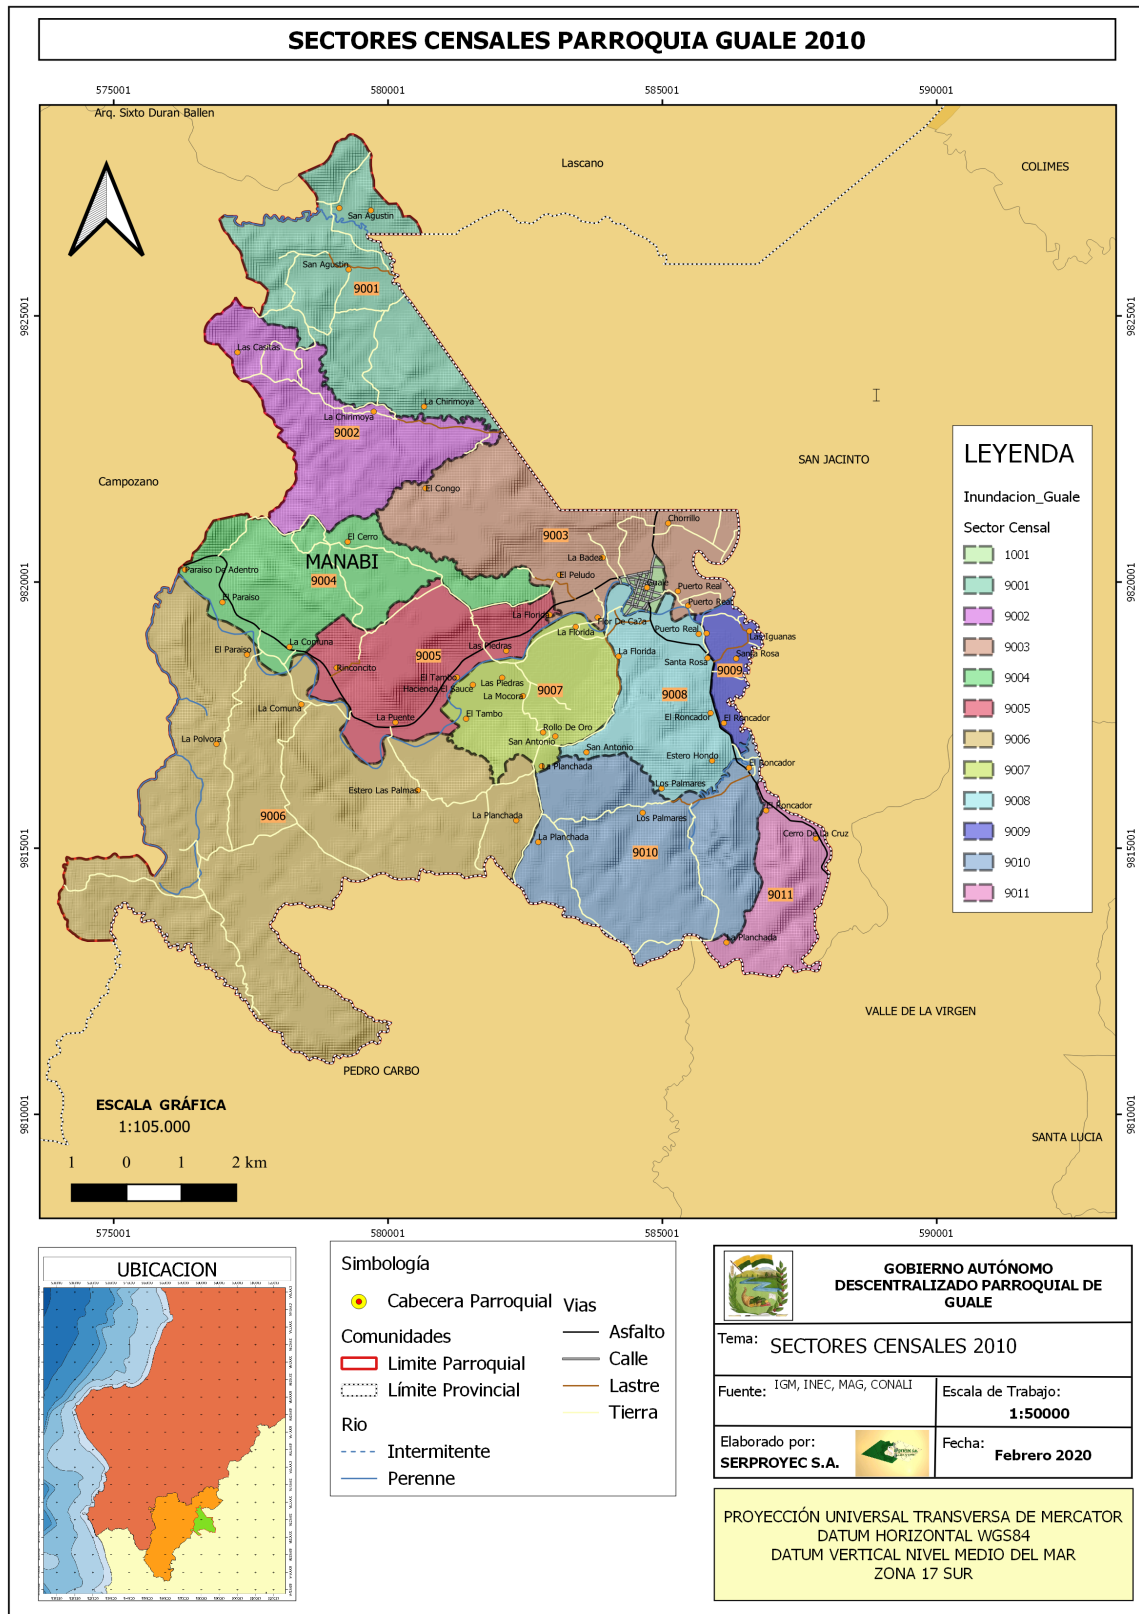 SECTORES CENSALES PARROQUIA GUALE 2010
575001
580001
585001
590001
Arq. Sixto Duran Ballen
Lascano
COLIMES
San Agustin
San Agustin
9001
9825001
9825001
Las Casitas
La Chirimoya
La Chirimoya
9002
SAN JACINTO
Campozano
El Congo
9003
Chorrillo
El Cerro
MANABI
9004
La Badea
El Peludo
Guale
Puerto Real
Puerto Real
9820001
9820001
Paraiso De Adentro
El Paraiso
La Florida
Flor De Ca?a
La Florida
Puerto Real
Las Iguanas
El Paraiso
La Comuna
Las Piedras
La Florida
Santa Rosa
Santa Rosa
Rinconcito
9005
9009
El Tambo
Las Piedras
Hacienda El Sauce
La Mocora
9007
9008
La Comuna
La Puente
El Tambo
El Roncador
El Roncador
Rollo De Oro
La Polvora
San Antonio
San Antonio
Estero Hondo
La Planchada
El Roncador
Estero Las Palmas
Los Palmares
9006
La Planchada
Los Palmares
El Roncador
La Planchada
Cerro De La Cruz
9815001
9815001
9010
9011
La Planchada
VALLE DE LA VIRGEN
PEDRO CARBO
SANTA LUCIA
9810001
9810001
LEYENDA
Inundacion_Guale
Sector Censal
1001
9001
9002
9003
9004
9005
9006
9007
9008
9009
9010
9011
ESCALA GRÁFICA
1:105.000
1 0 1 2 km
575001
580001
585001
590001
UBICACION
Simbología
Cabecera Parroquial
Comunidades
Limite Parroquial
Límite Provincial
Rio
Intermitente
Perenne
Vias
Asfalto
Calle
Lastre
Tierra
GOBIERNO AUTÓNOMO
DESCENTRALIZADO PARROQUIAL DE
GUALE
Tema: SECTORES CENSALES 2010
Fuente: IGM, INEC, MAG, CONALI
Escala de Trabajo:
1:50000
Elaborado por:
SERPROYEC S.A.
Fecha: Febrero 2020
PROYECCIÓN UNIVERSAL TRANSVERSA DE MERCATOR
DATUM HORIZONTAL WGS84
DATUM VERTICAL NIVEL MEDIO DEL MAR
ZONA 17 SUR